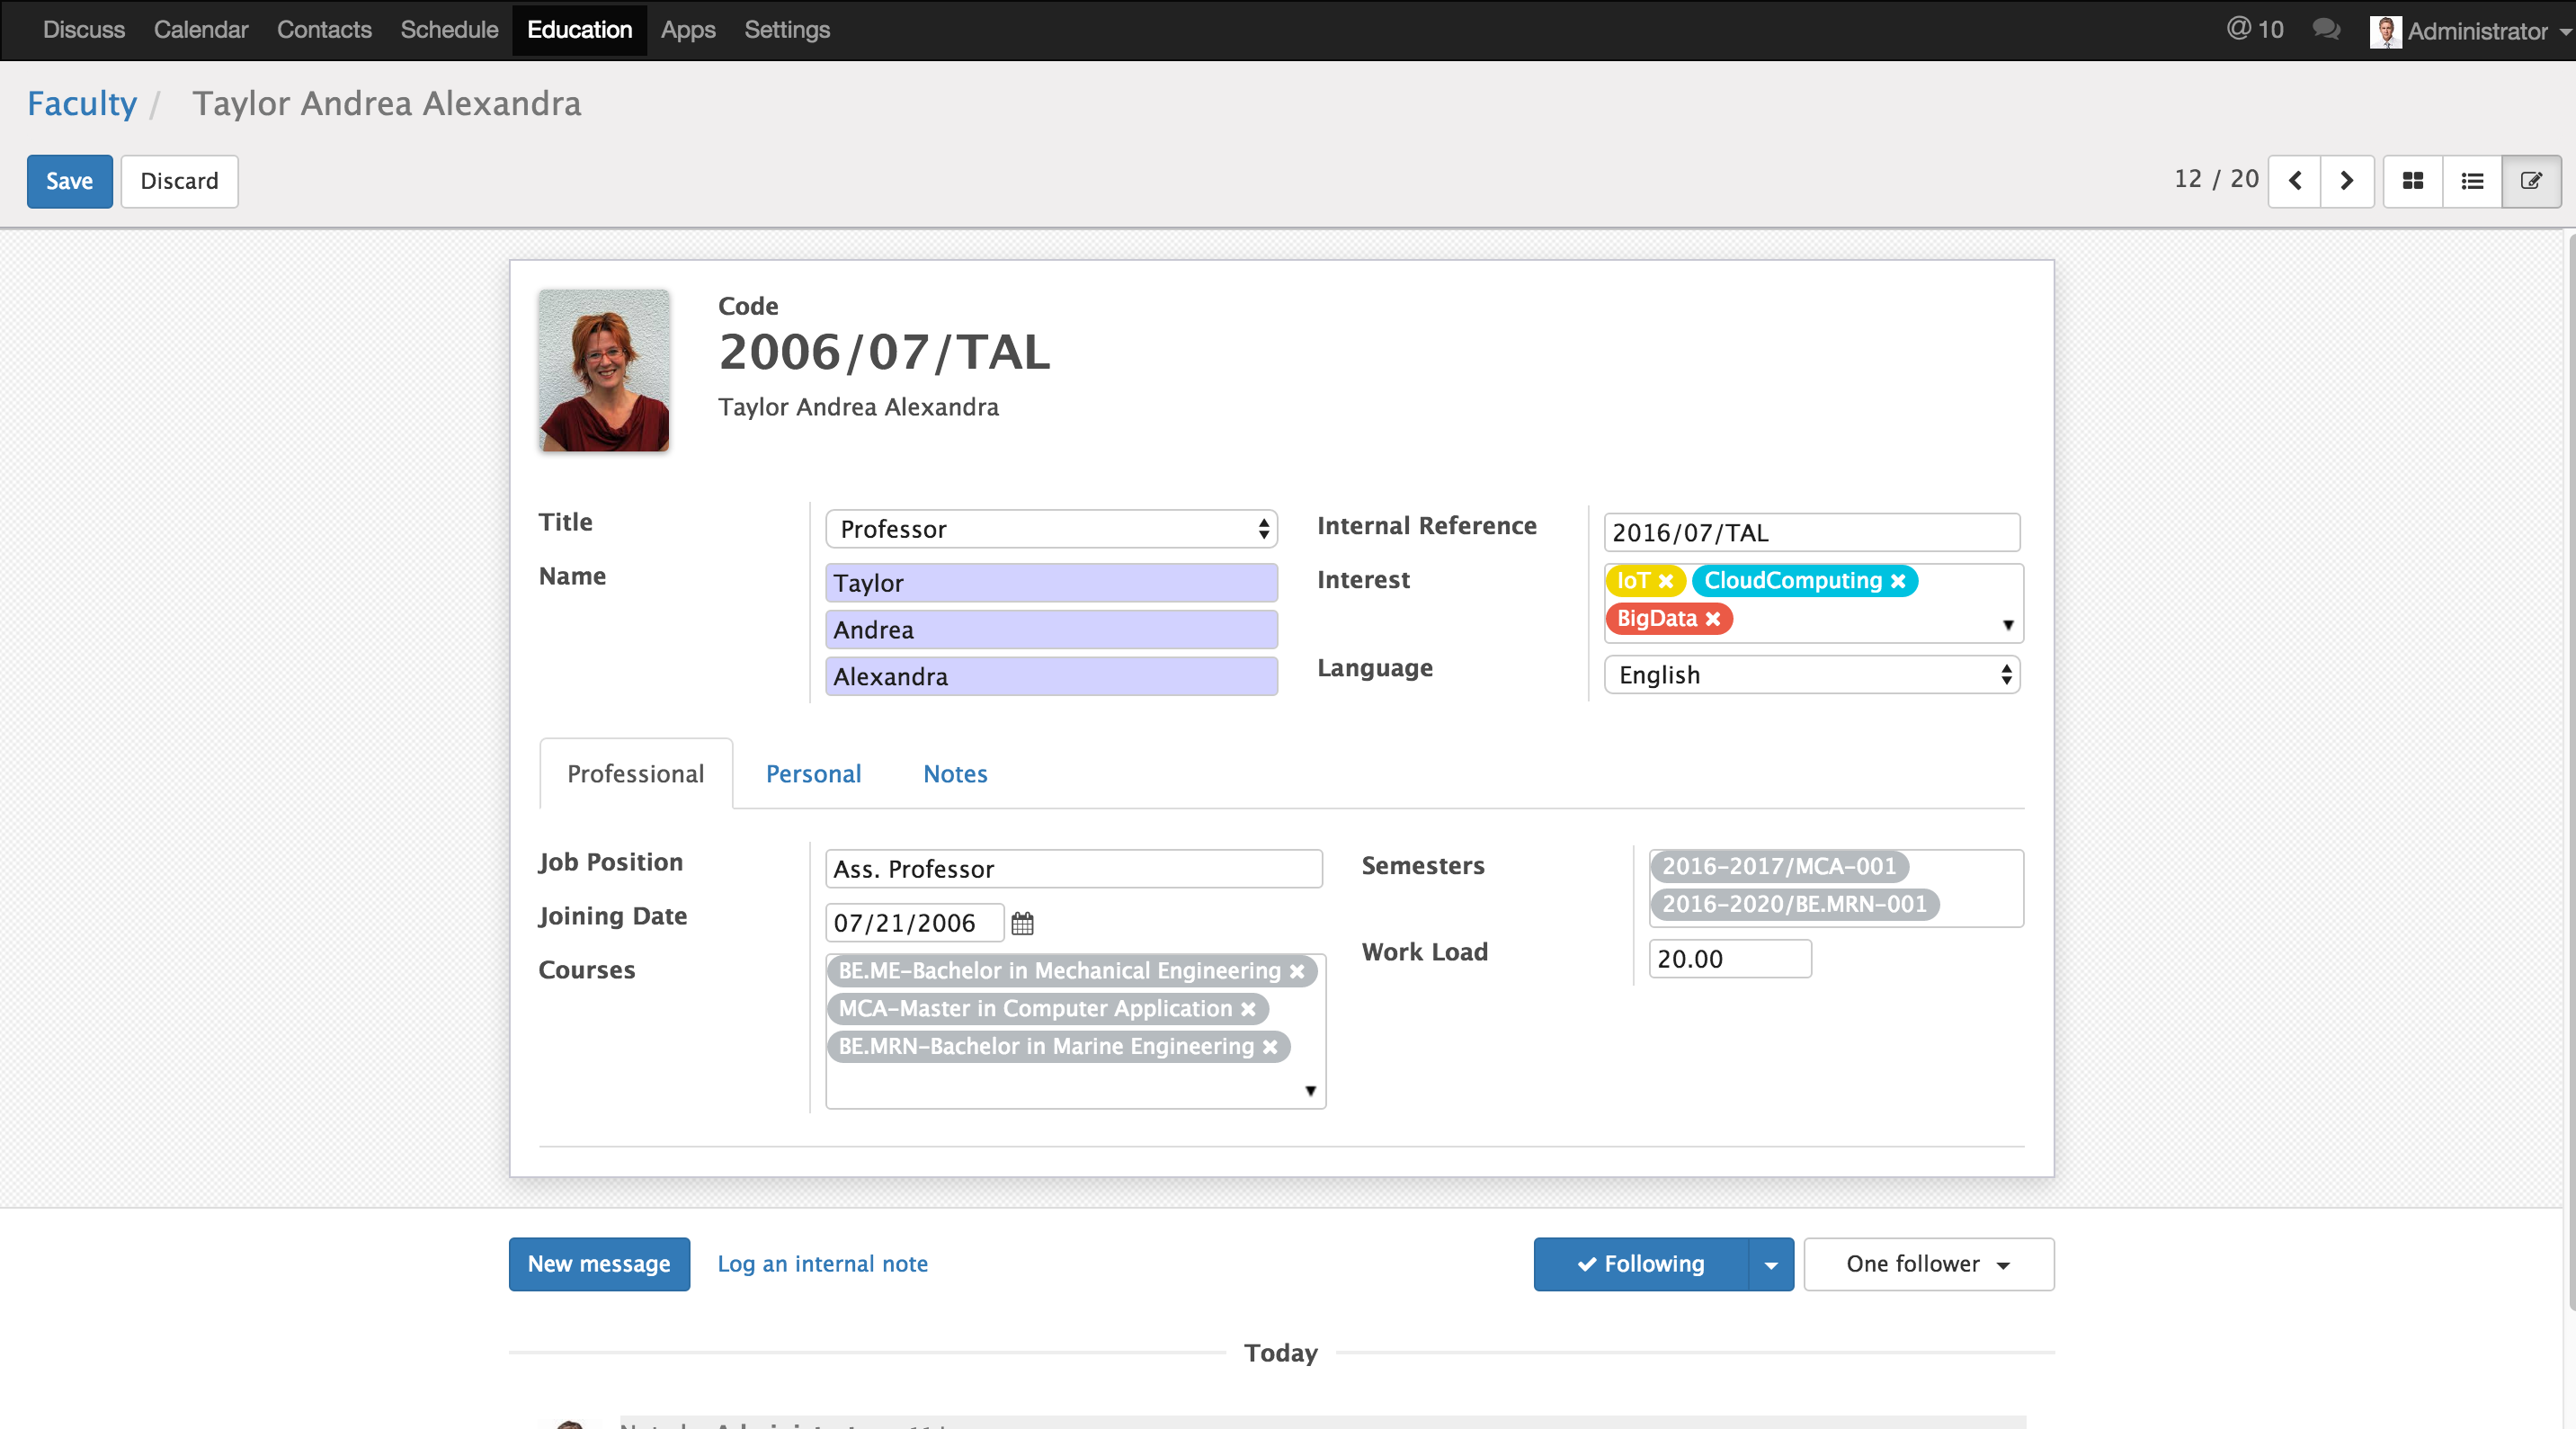 Discuss Calendar Contacts Schedule Education Apps Settings @ 10 Administrator
Faculty / Taylor Andrea Alexandra
Save Discard 12 / 20
Code
2006/07/TAL
Taylor Andrea Alexandra
Title Professor Internal Reference 2016/07/TAL
Name Taylor Interest IoT CloudComputing
Andrea BigData
Alexandra Language English
Professional Personal Notes
Job Position Ass. Professor Semesters 2016-2017/MCA-001
2016-2020/BE.MRN-001
Joining Date 07/21/2006 Work Load 20.00
Courses BE.ME-Bachelor in Mechanical Engineering
MCA-Master in Computer Application
BE.MRN-Bachelor in Marine Engineering
New message Log an internal note Following One follower
Today